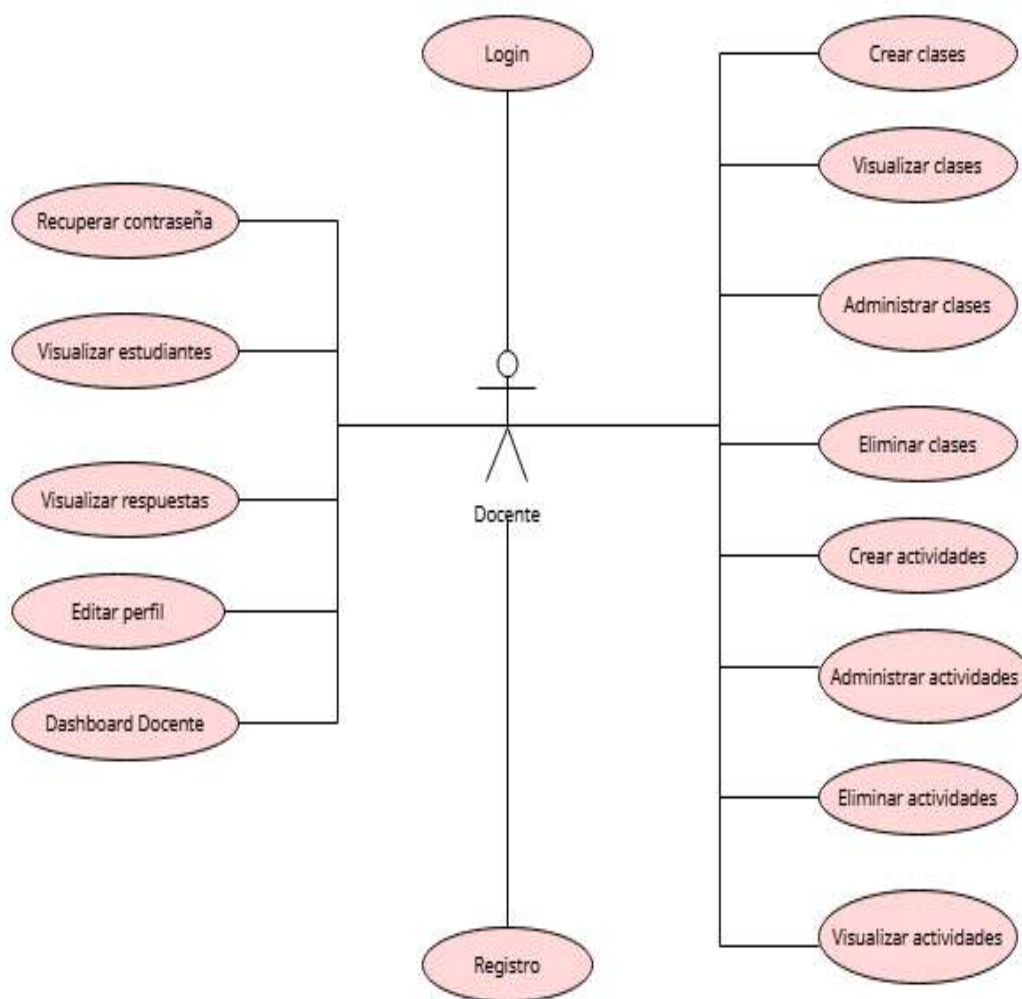 Login
Crear clases
Visualizar clases
Recuperar contraseña
Administrar clases
Visualizar estudiantes
Eliminar clases
Visualizar respuestas
Docente
Crear actividades
Editar perfil
Administrar actividades
Dashboard Docente
Eliminar actividades
Visualizar actividades
Registro